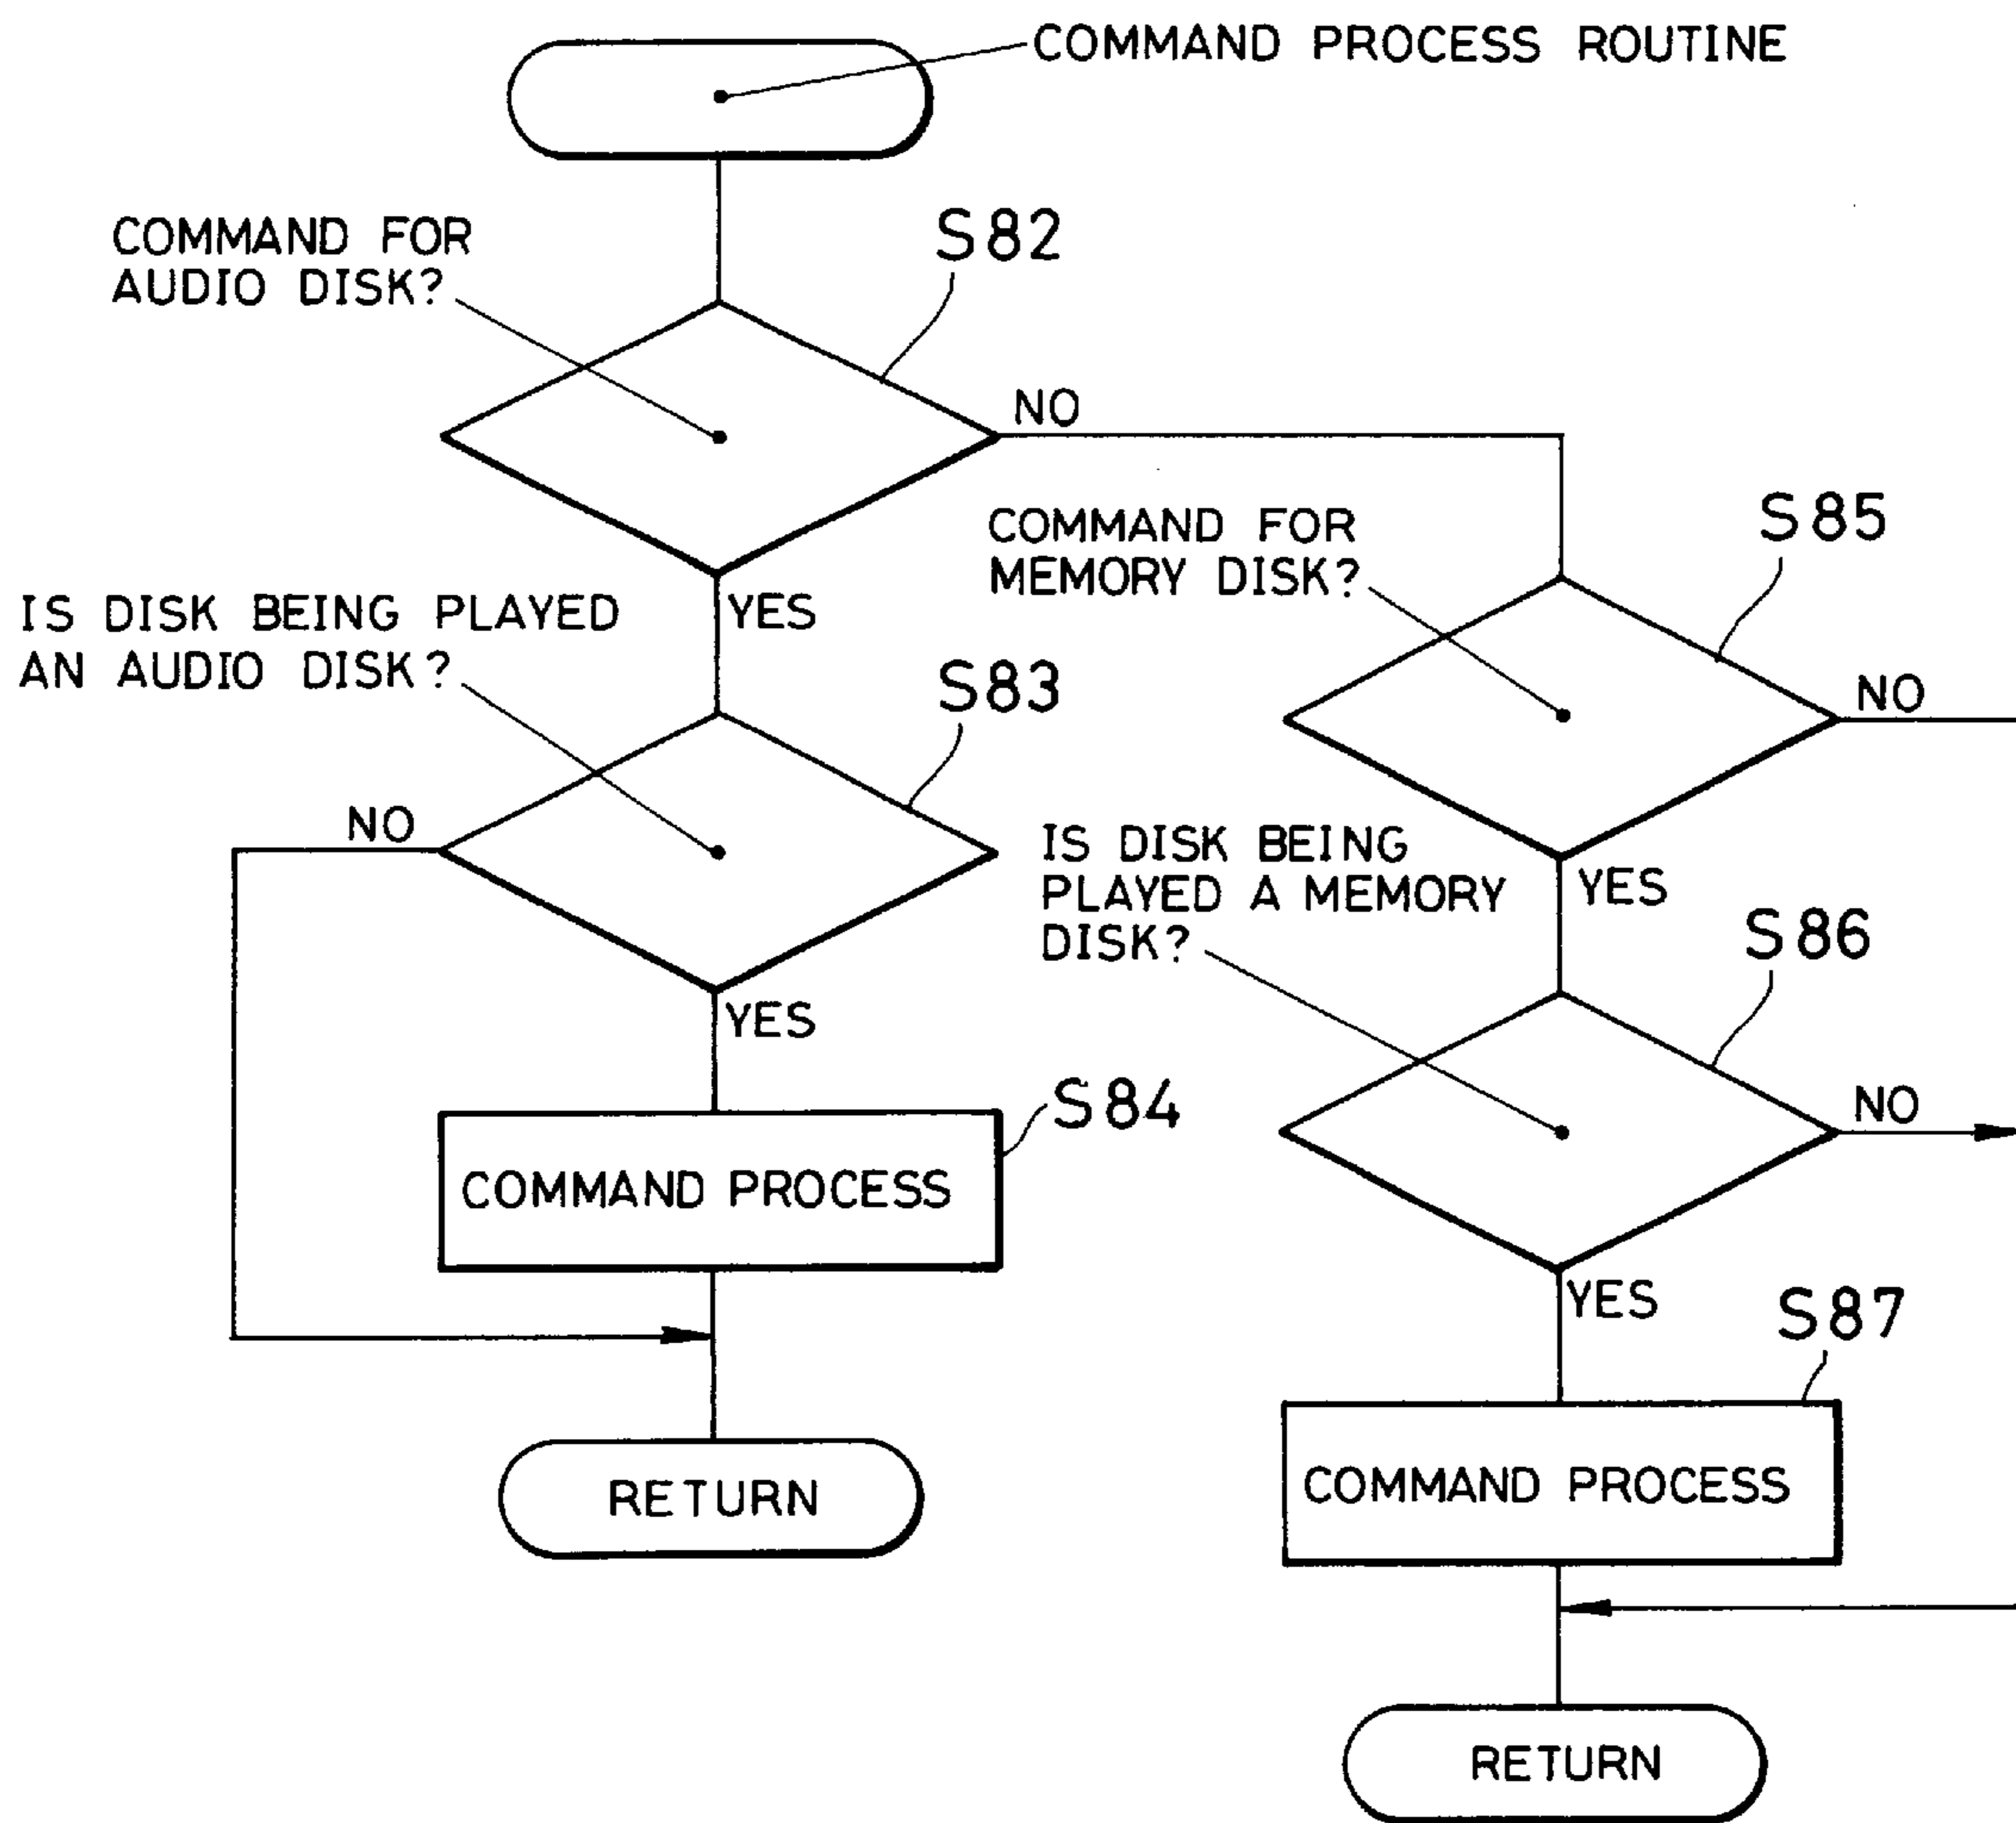 COMMAND PROCESS ROUTINE
COMMAND FOR
AUDIO DISK?
S82
NO
YES
IS DISK BEING PLAYED
AN AUDIO DISK?
S83
NO
YES
S84
COMMAND PROCESS
RETURN
COMMAND FOR
MEMORY DISK?
S85
NO
YES
IS DISK BEING
PLAYED A MEMORY
DISK?
S86
NO
YES
S87
COMMAND PROCESS
RETURN